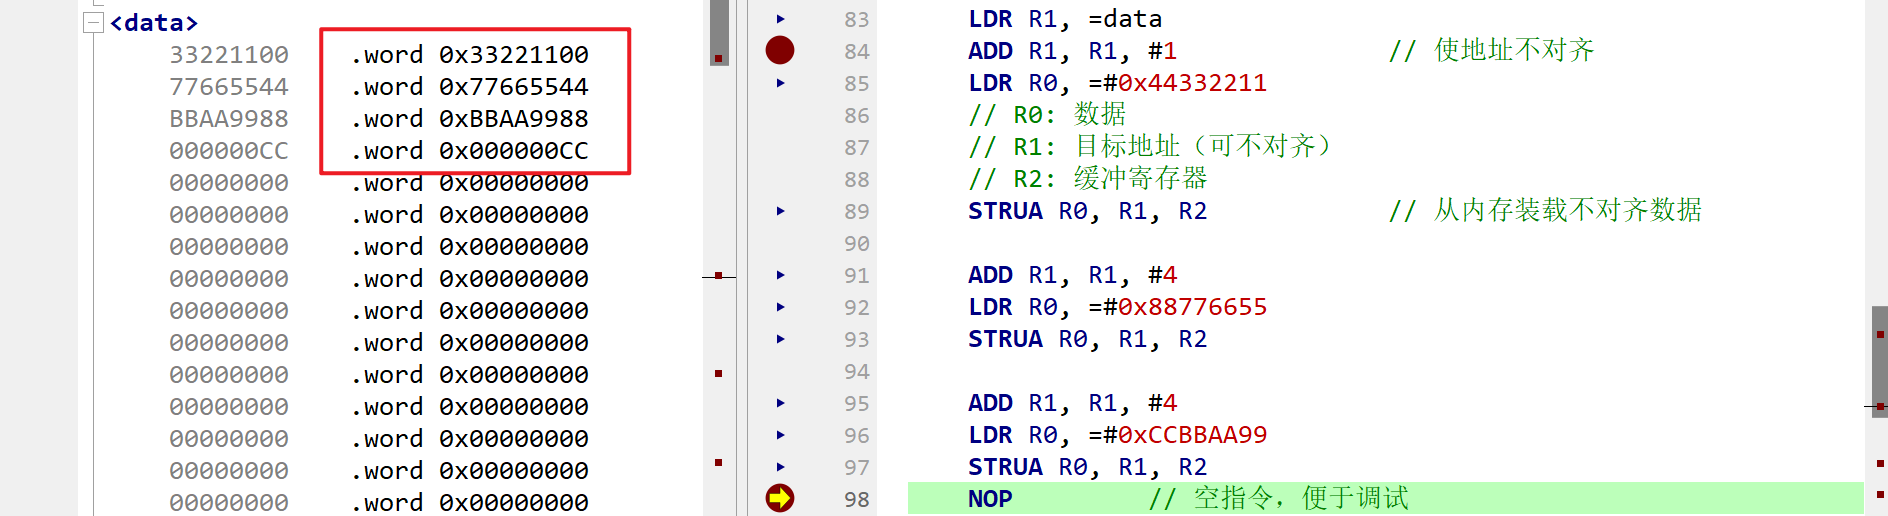 <data>
33221100 .word 0x33221100
77665544 .word 0x77665544
BBAA9988 .word 0xBBAA9988
000000CC .word 0x000000CC
00000000 .word 0x00000000
00000000 .word 0x00000000
00000000 .word 0x00000000
00000000 .word 0x00000000
00000000 .word 0x00000000
00000000 .word 0x00000000
00000000 .word 0x00000000
00000000 .word 0x00000000
00000000 .word 0x00000000
00000000 .word 0x00000000
00000000 .word 0x00000000
83 LDR R1, =data
84 ADD R1, R1, #1 // 使地址不对齐
85 LDR R0, =#0x44332211
86 // R0: 数据
87 // R1: 目标地址（可不对齐）
88 // R2: 缓冲寄存器
89 STRUA R0, R1, R2 // 从内存装载不对齐数据
90
91 ADD R1, R1, #4
92 LDR R0, =#0x88776655
93 STRUA R0, R1, R2
94
95 ADD R1, R1, #4
96 LDR R0, =#0xCCBBAA99
97 STRUA R0, R1, R2
98 NOP // 空指令，便于调试